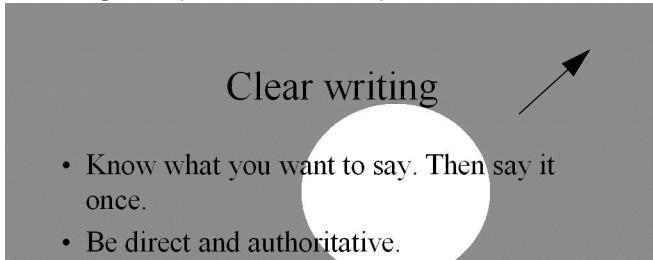 Clear writing
• Know what you want to say. Then say it
once.
• Be direct and authoritative.